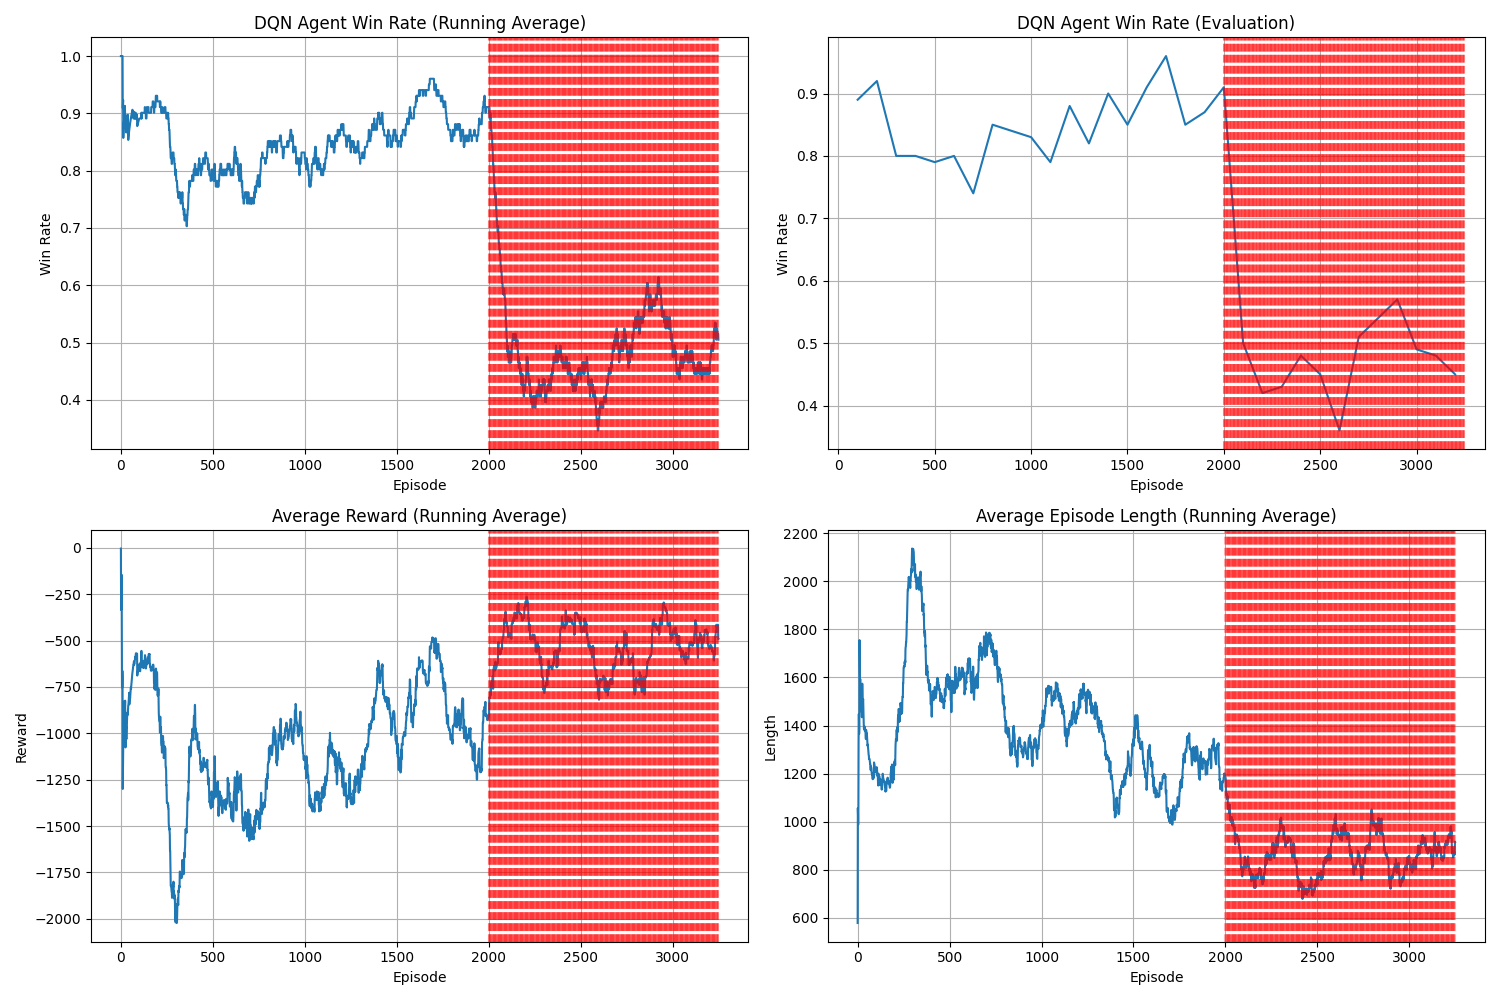 DQN Agent Win Rate (Running Average)
1.0
0.9
0.8
0.7
0.6
0.5
0.4
Win Rate
0 500 1000 1500 2000 2500 3000
Episode
DQN Agent Win Rate (Evaluation)
0.9
0.8
0.7
0.6
0.5
0.4
Win Rate
0 500 1000 1500 2000 2500 3000
Episode
Average Reward (Running Average)
0
−250
−500
−750
−1000
−1250
−1500
−1750
−2000
Reward
0 500 1000 1500 2000 2500 3000
Episode
Average Episode Length (Running Average)
2200
2000
1800
1600
1400
1200
1000
800
600
Length
0 500 1000 1500 2000 2500 3000
Episode